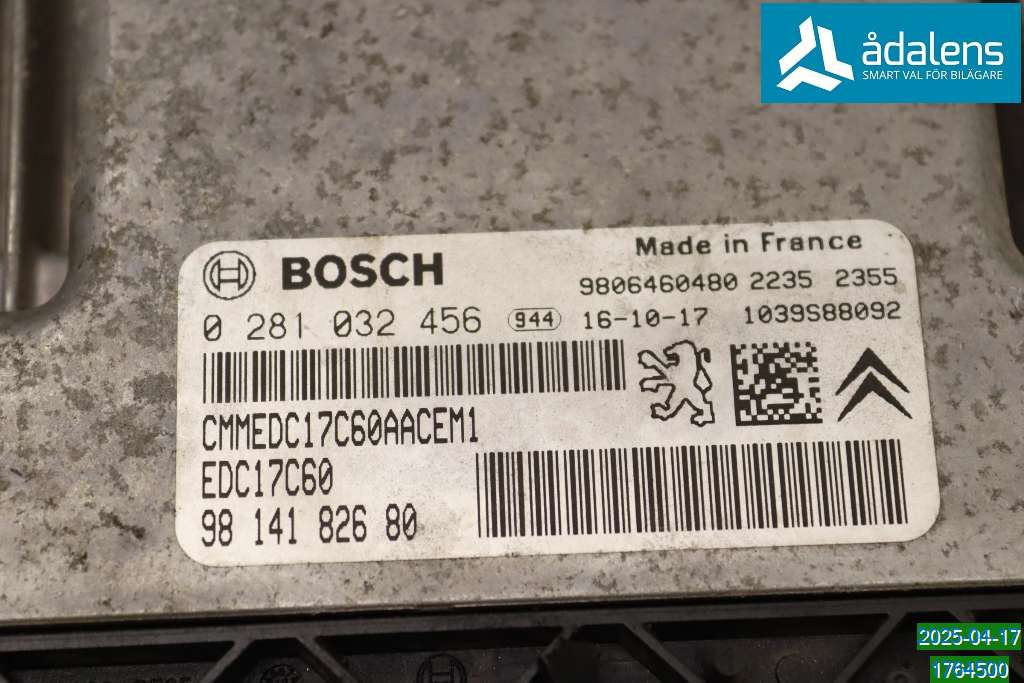 ådalens
SMART VAL FÖR BILÄGARE
Made in France
BOSCH
9806460480 2235 2355
0 281 032 456 944 16-10-17 1039S88092
CMMEDC17C60AACEM1
EDC17C60
98 141 826 80
2025-04-17
1764500